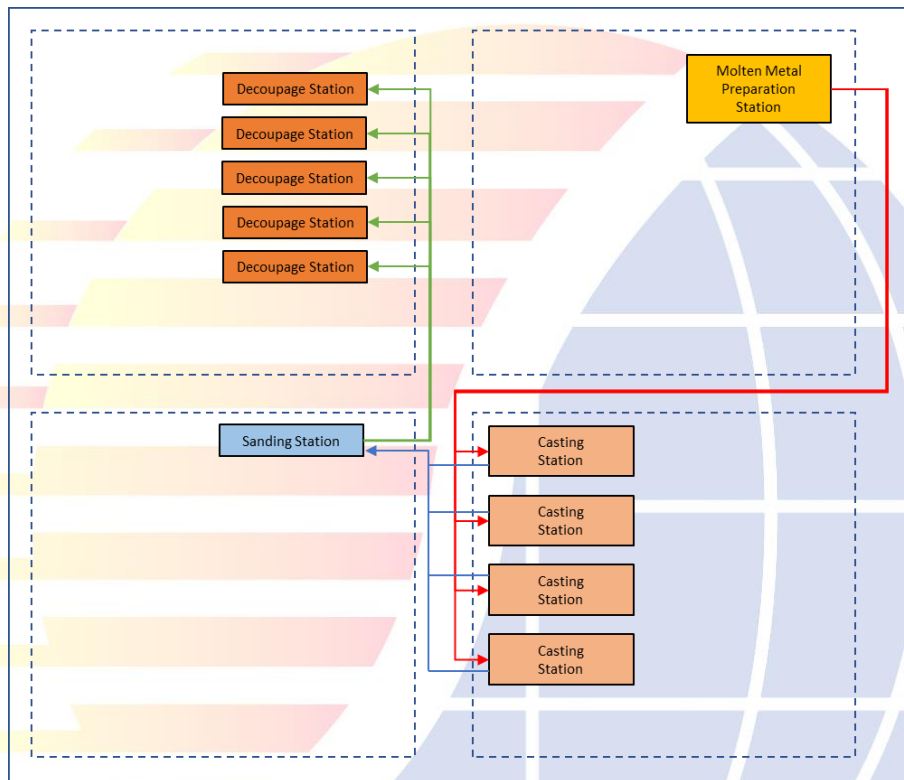 Decoupage Station
Decoupage Station
Decoupage Station
Decoupage Station
Decoupage Station
Molten Metal
Preparation
Station
Sanding Station
Casting
Station
Casting
Station
Casting
Station
Casting
Station